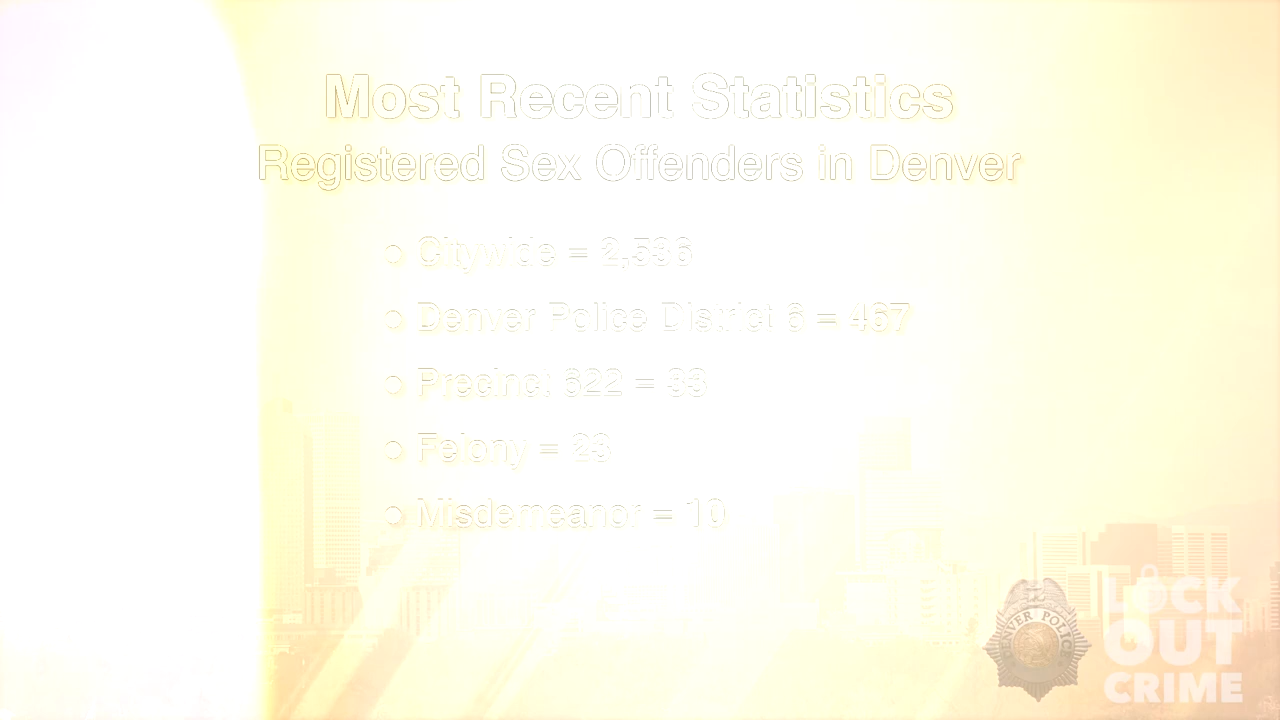 Most Recent Statistics
Registered Sex Offenders in Denver
• Citywide = 2,536
• Denver Police District 6 = 467
• Precinct 622 = 33
• Felony = 23
• Misdemeanor = 10
DENVER POLICE
LOCK
OUT
CRIME